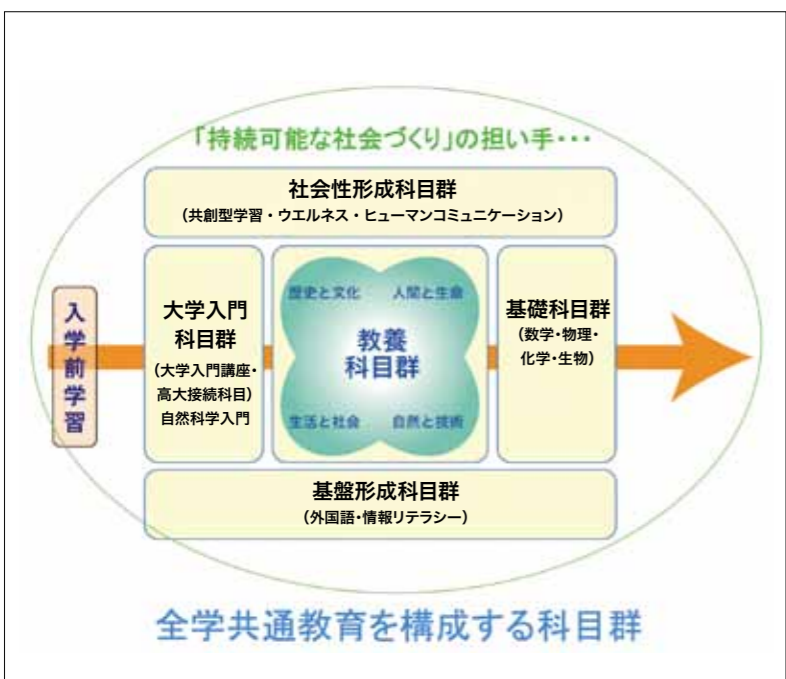 「持続可能な社会づくり」の担い手・・・
社会性形成科目群
(共創型学習・ウエルネス・ヒューマンコミュニケーション)
入学前学習
大学入門
科目群
(大学入門講座・
高大接続科目)
自然科学入門
歴史と文化
人間と生命
教養
科目群
生活と社会
自然と技術
基礎科目群
(数学・物理・
化学・生物)
基盤形成科目群
(外国語・情報リテラシー)
全学共通教育を構成する科目群